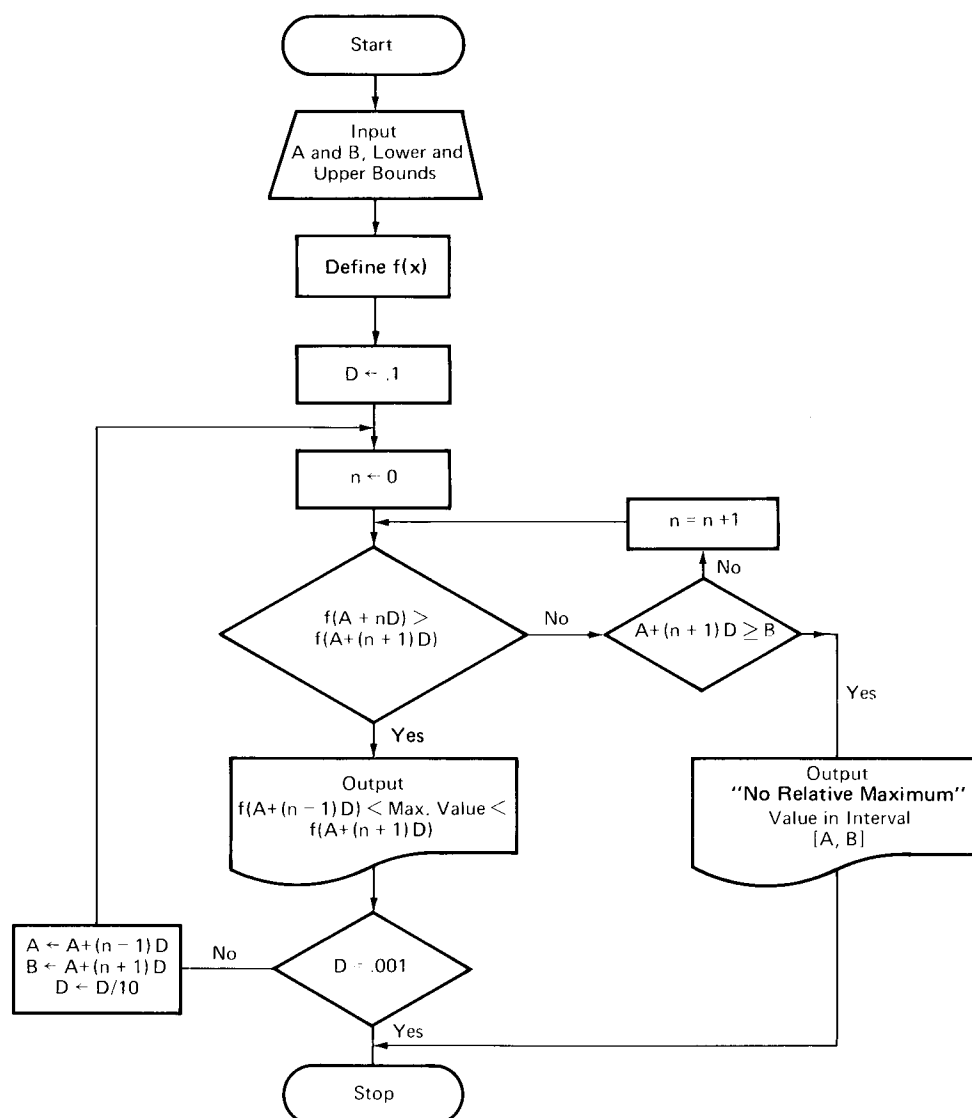 Start
Input
A and B, Lower and
Upper Bounds
Define f(x)
D ← .1
n ← 0
n = n +1
No
f(A + nD) >
f(A+(n + 1) D)
No
A+(n + 1) D ≥ B
Yes
Yes
Output
f(A+(n − 1) D) < Max. Value <
f(A+(n + 1) D)
Output
"No Relative Maximum"
Value in Interval
[A, B]
A ← A+(n − 1) D
B ← A+(n + 1) D
D ← D/10
No
D = .001
Yes
Stop